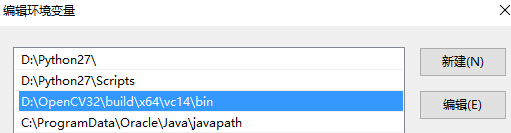 编辑环境变量
D:\Python27\
新建(N)
D:\Python27\Scripts
D:\OpenCV32\build\x64\vc14\bin
编辑(E)
C:\ProgramData\Oracle\Java\javapath